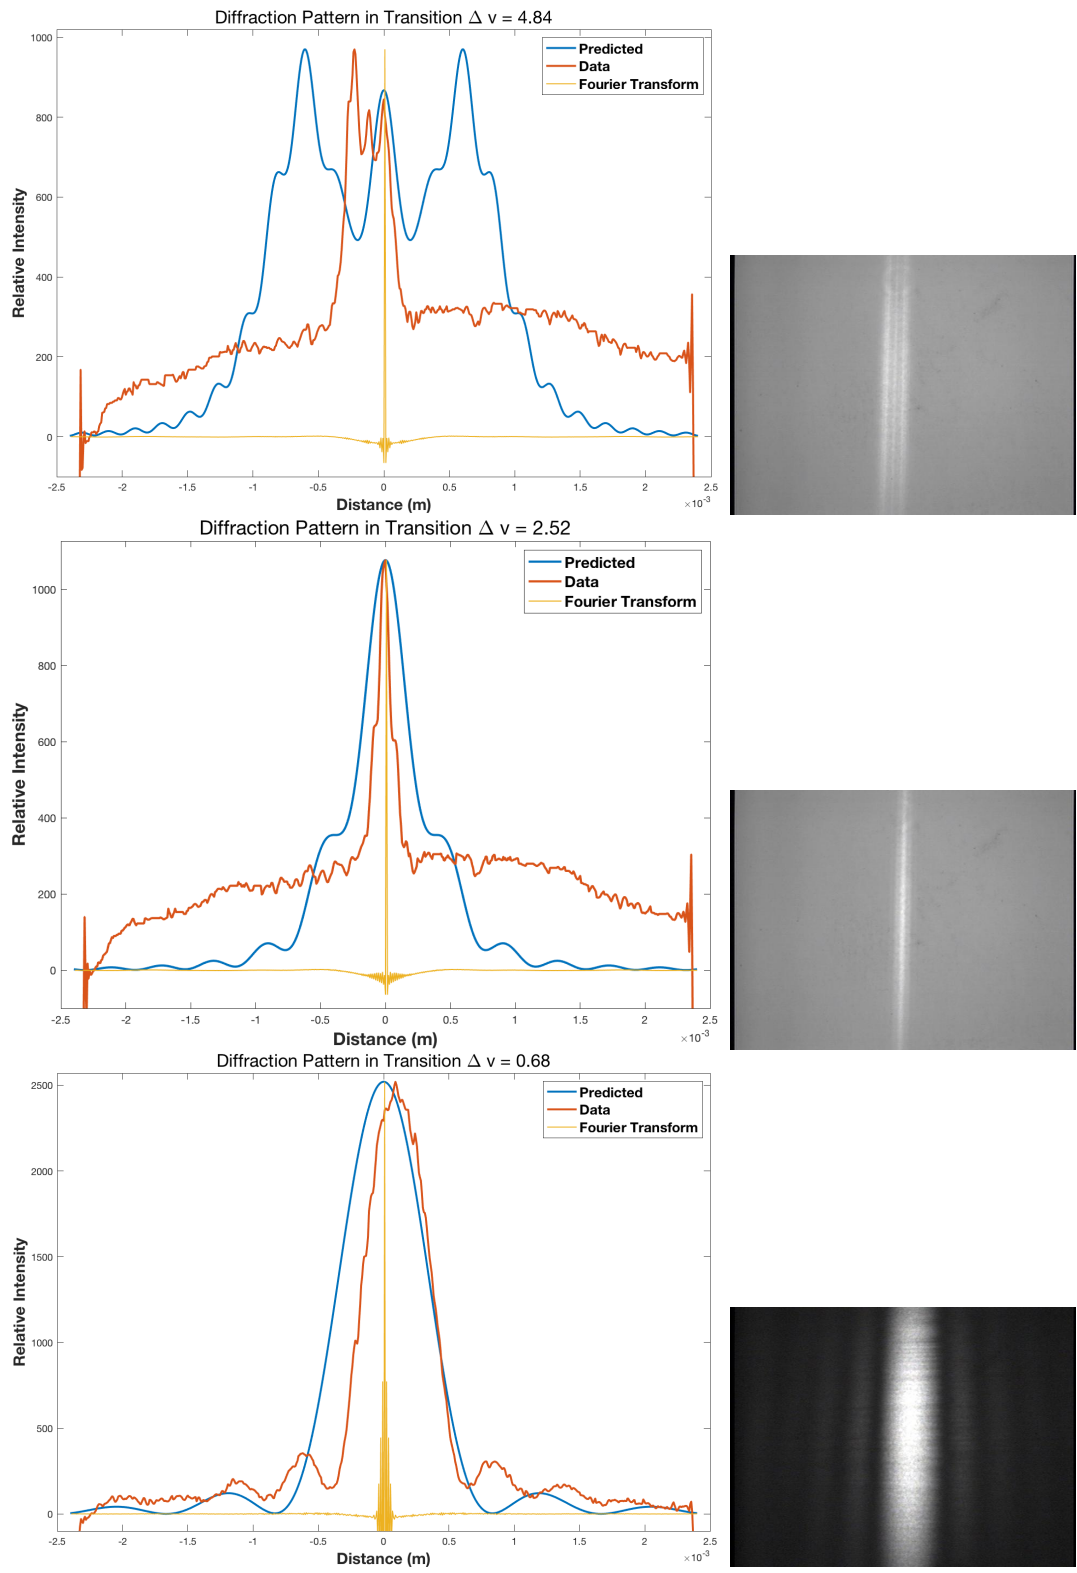 Diffraction Pattern in Transition Δ v = 4.84
Predicted
Data
Fourier Transform
Relative Intensity
1000
800
600
400
200
0
-2.5 -2 -1.5 -1 -0.5 0 0.5 1 1.5 2 2.5
Distance (m)
×10⁻³
Diffraction Pattern in Transition Δ v = 2.52
Predicted
Data
Fourier Transform
Relative Intensity
1000
800
600
400
200
0
-2.5 -2 -1.5 -1 -0.5 0 0.5 1 1.5 2 2.5
Distance (m)
×10⁻³
Diffraction Pattern in Transition Δ v = 0.68
Predicted
Data
Fourier Transform
Relative Intensity
2500
2000
1500
1000
500
0
-2.5 -2 -1.5 -1 -0.5 0 0.5 1 1.5 2 2.5
Distance (m)
×10⁻³